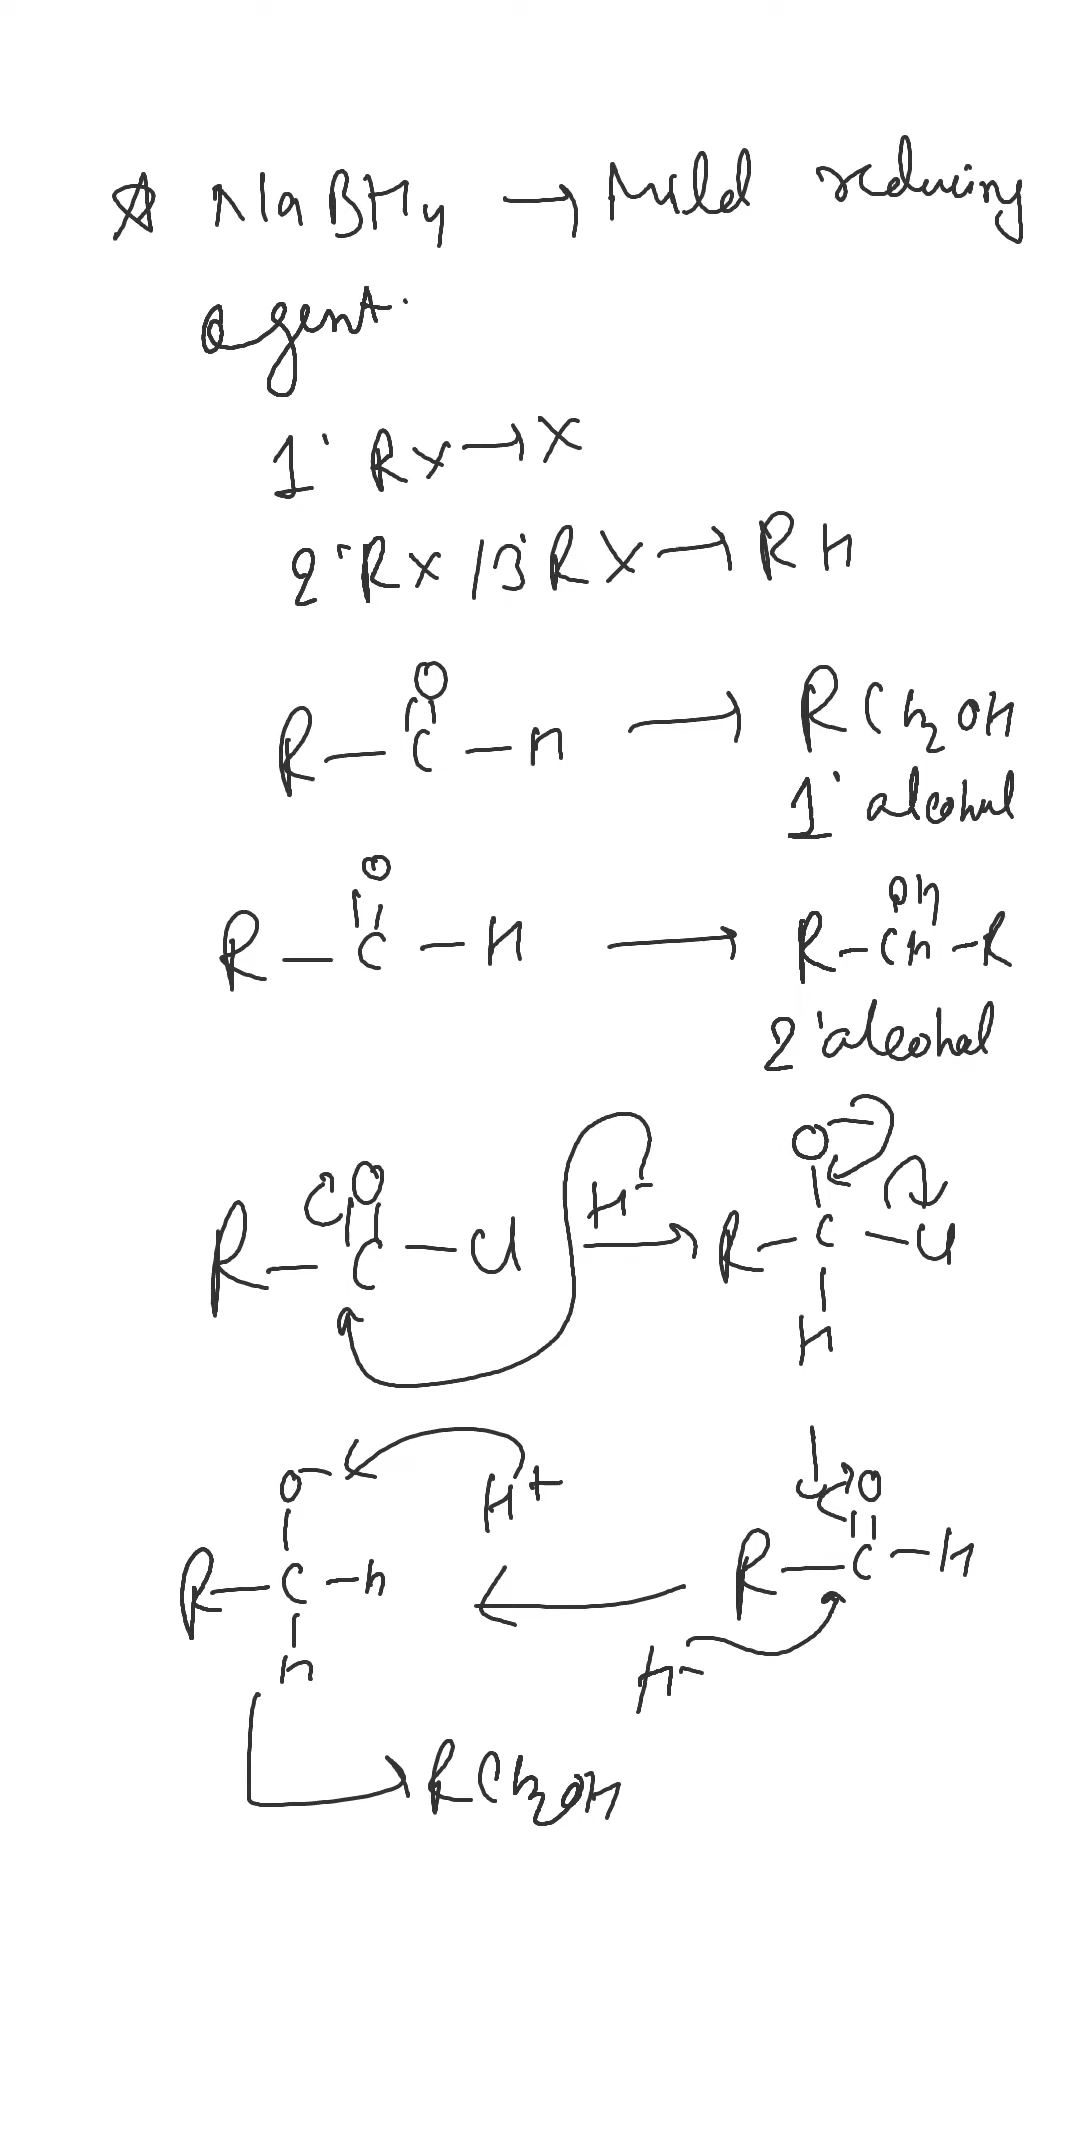 ☆ NaBH4 → Mild reducing
agent.
1° RX → X
2° RX / 3° RX → RH
O
R — C — H → RCH2OH
1° alcohol
O OH
R — C — H → R - CH - R
2° alcohol
O H- O-
R — C — Cl → R — C — Cl
H
O- H+ O
R — C — H ← R — C — H
H H-
→ RCH2OH